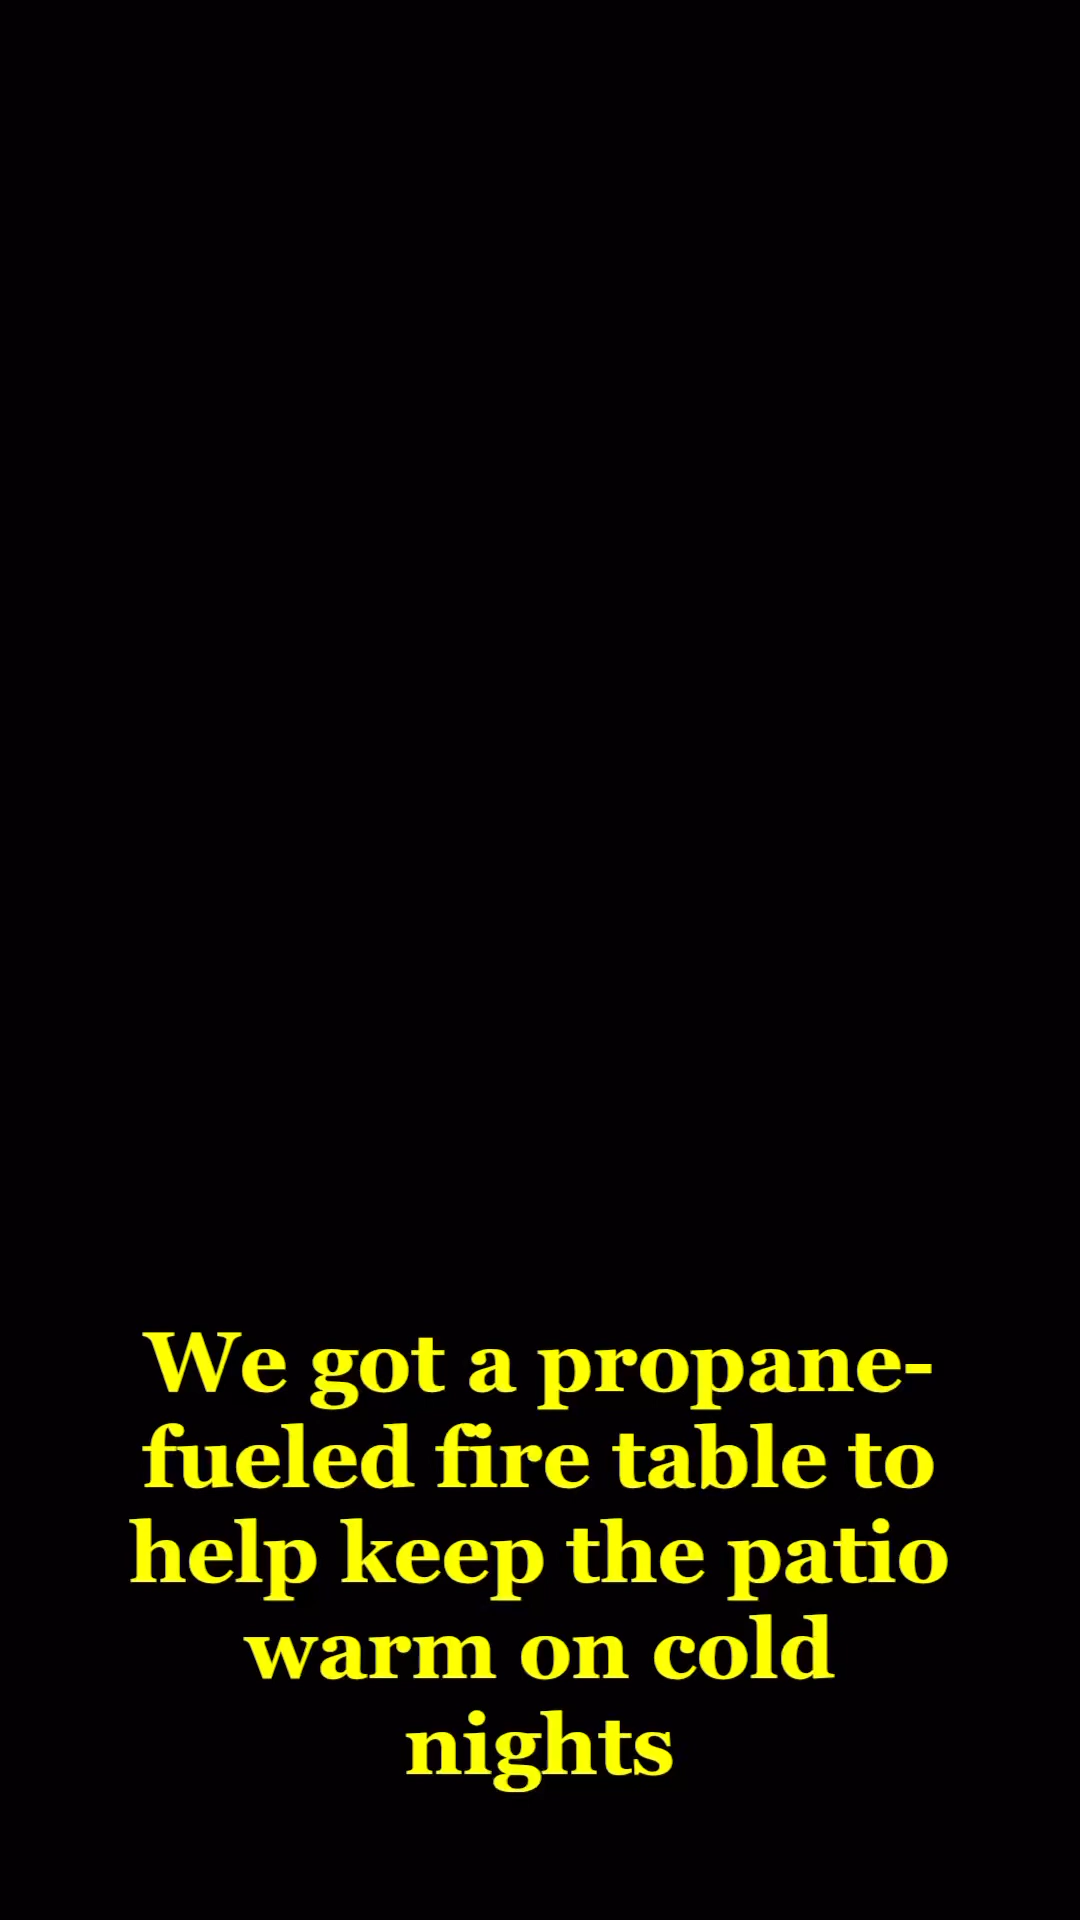 We got a propane-
fueled fire table to
help keep the patio
warm on cold
nights